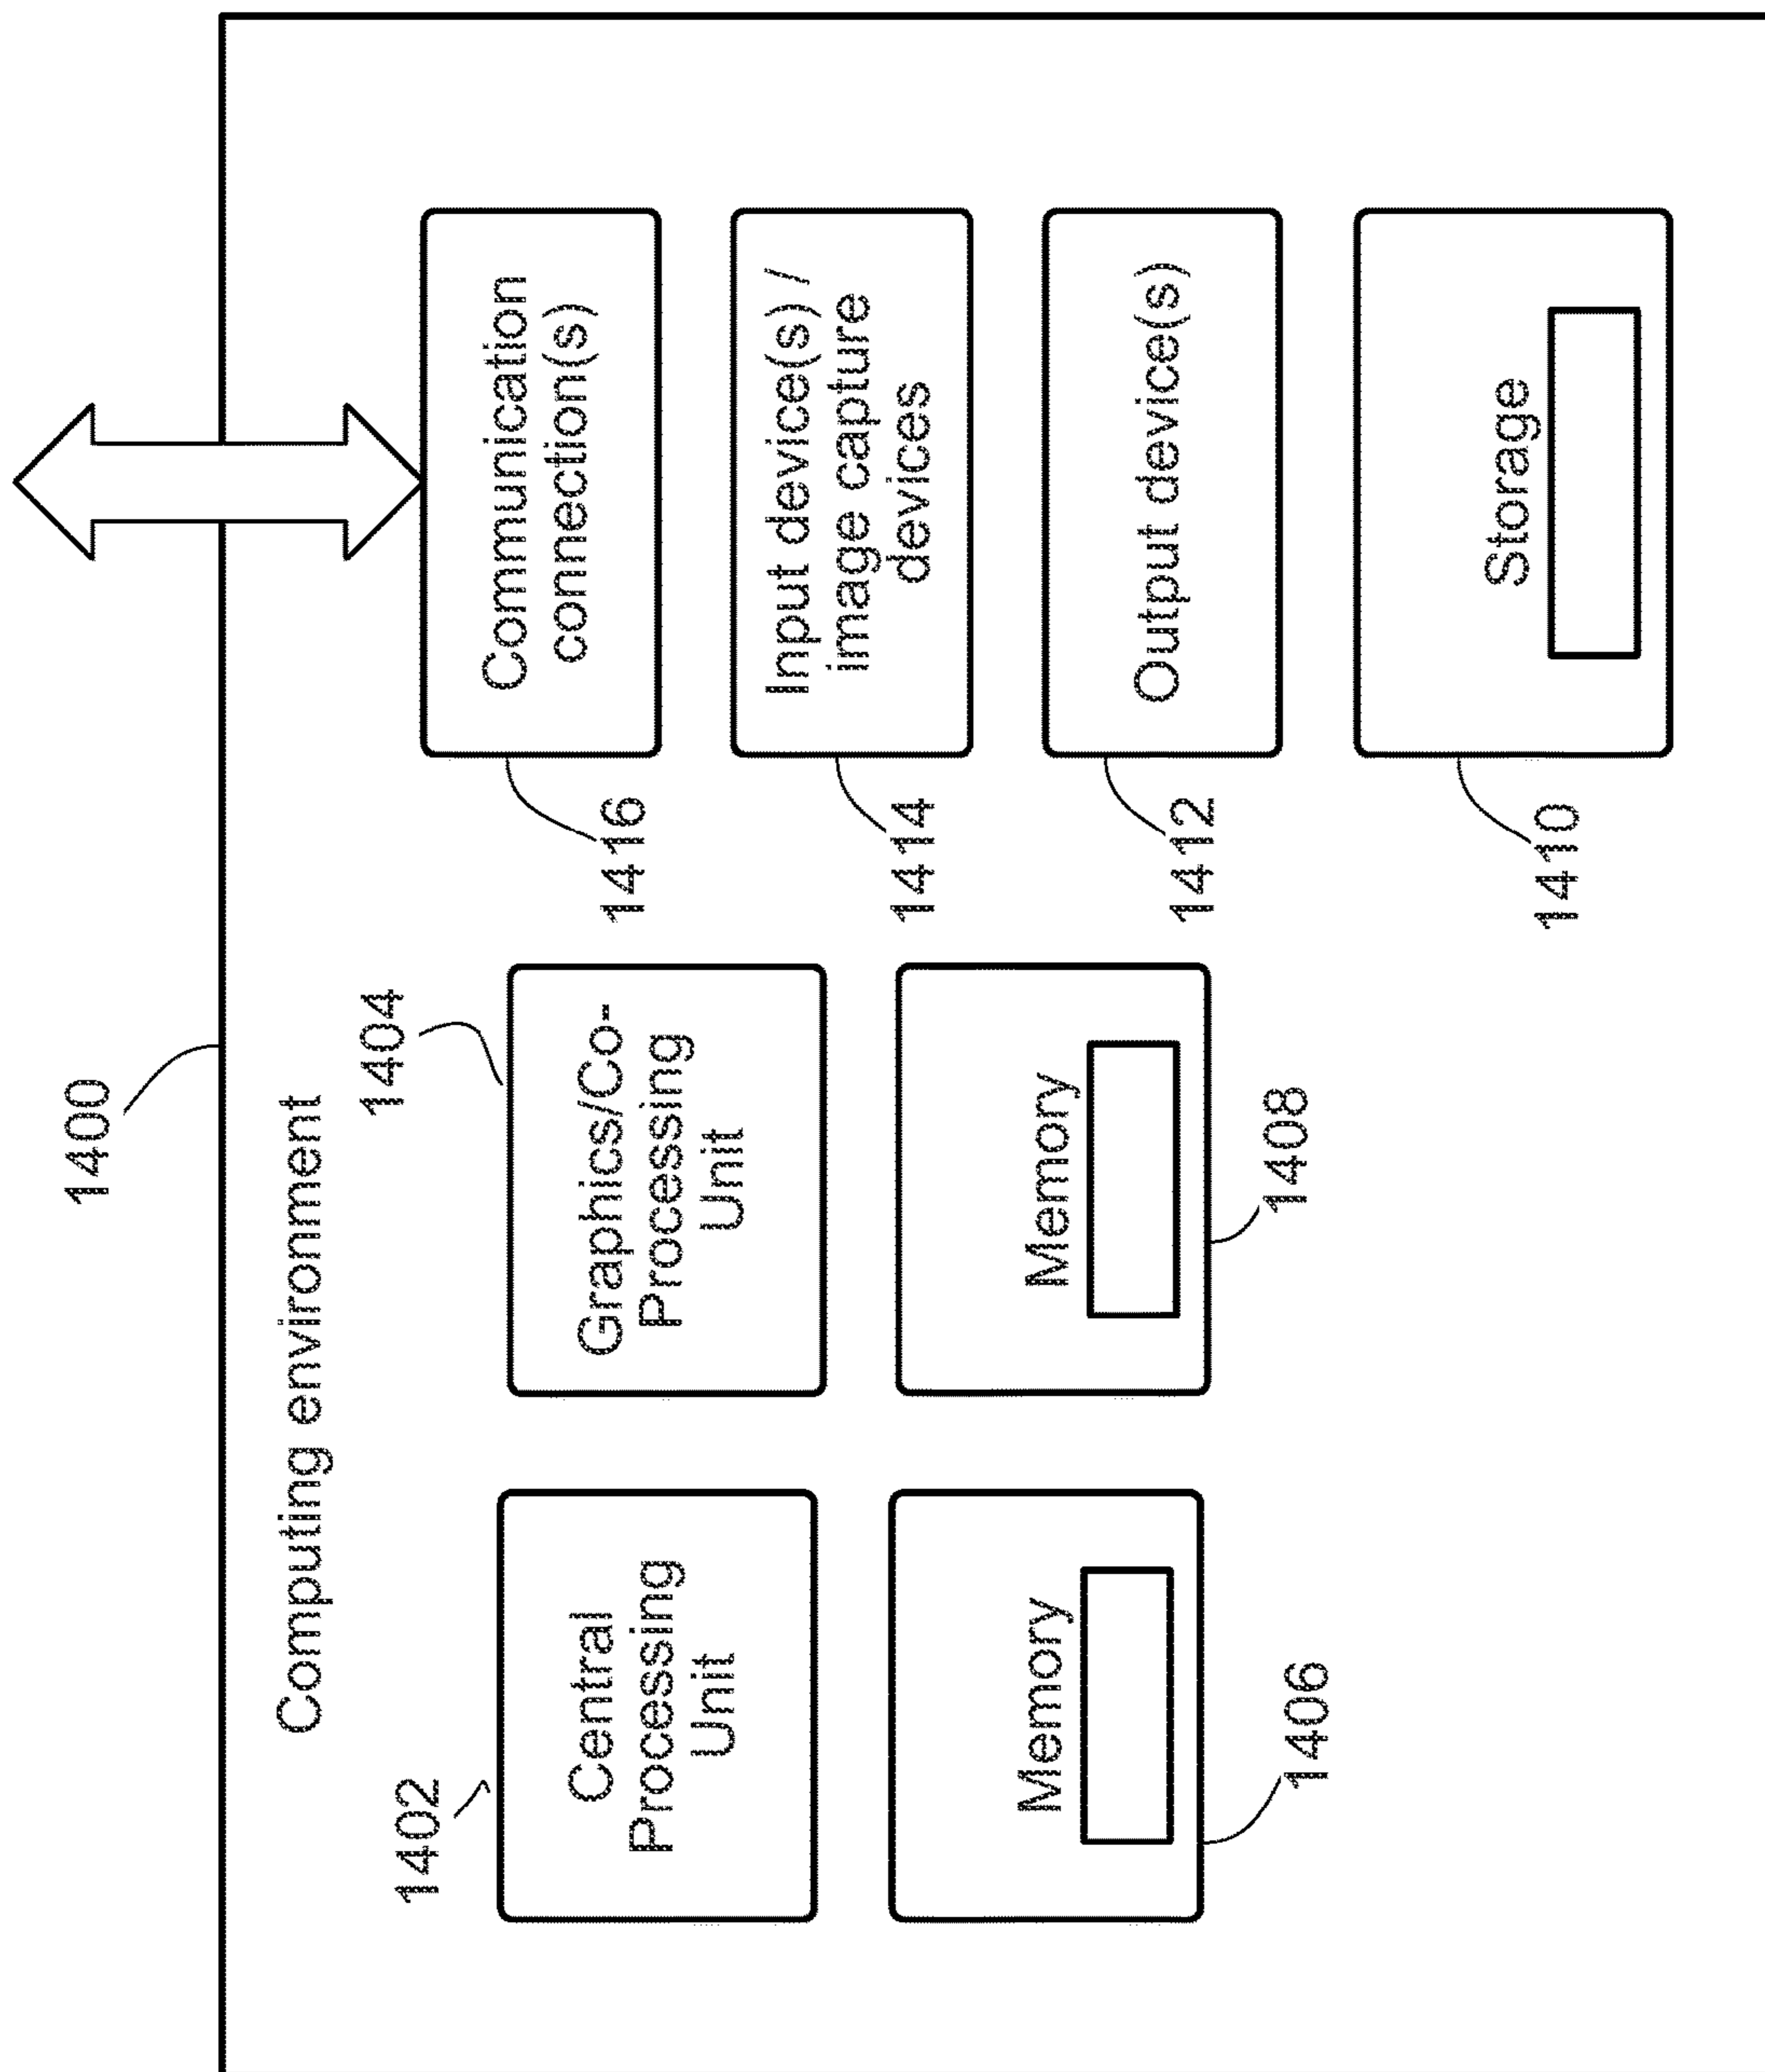 1400
Computing environment
1402
Central
Processing
Unit
1404
Graphics/Co-
Processing
Unit
Memory
1406
Memory
1408
Communication
connection(s)
1416
Input device(s) /
image capture
devices
1414
Output device(s)
1412
Storage
1410